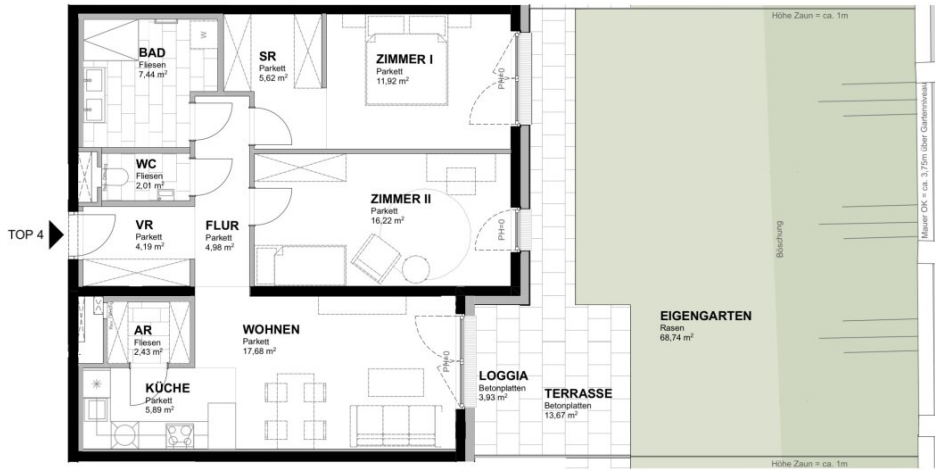 Höhe Zaun = ca. 1m
BAD
Fliesen
7,44 m²
W
SR
Parkett
5,62 m²
ZIMMER I
Parkett
11,92 m²
PH=0
WC
Fliesen
2,01 m²
ZIMMER II
Parkett
16,22 m²
PH=0
TOP 4
VR
Parkett
4,19 m²
FLUR
Parkett
4,98 m²
Böschung
Mauer OK = ca. 3,75m über Gartenniveau
AR
Fliesen
2,43 m²
WOHNEN
Parkett
17,68 m²
PH=0
EIGENGARTEN
Rasen
68,74 m²
KÜCHE
Parkett
5,89 m²
LOGGIA
Betonplatten
3,93 m²
TERRASSE
Betonplatten
13,67 m²
Höhe Zaun = ca. 1m